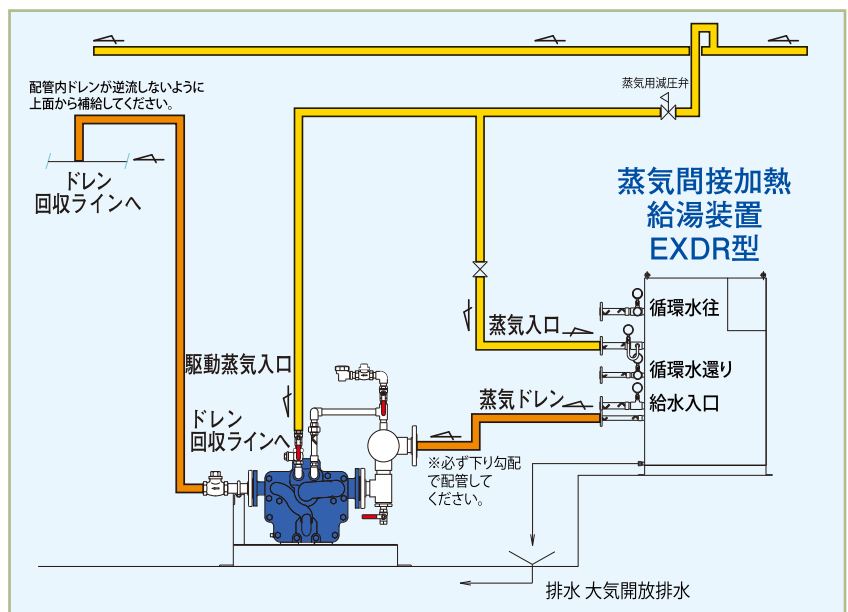 配管内ドレンが逆流しないように
上面から補給してください。
蒸気用減圧弁
ドレン
回収ラインへ
蒸気間接加熱
給湯装置
EXDR型
循環水往
蒸気入口
駆動蒸気入口
循環水還り
蒸気ドレン
給水入口
ドレン
回収ラインへ
※必ず下り勾配
で配管して
ください。
排水 大気開放排水